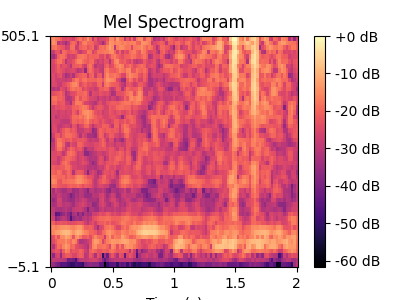 Mel Spectrogram
505.1
−5.1
0
0.5
1
1.5
2
+0 dB
-10 dB
-20 dB
-30 dB
-40 dB
-50 dB
-60 dB